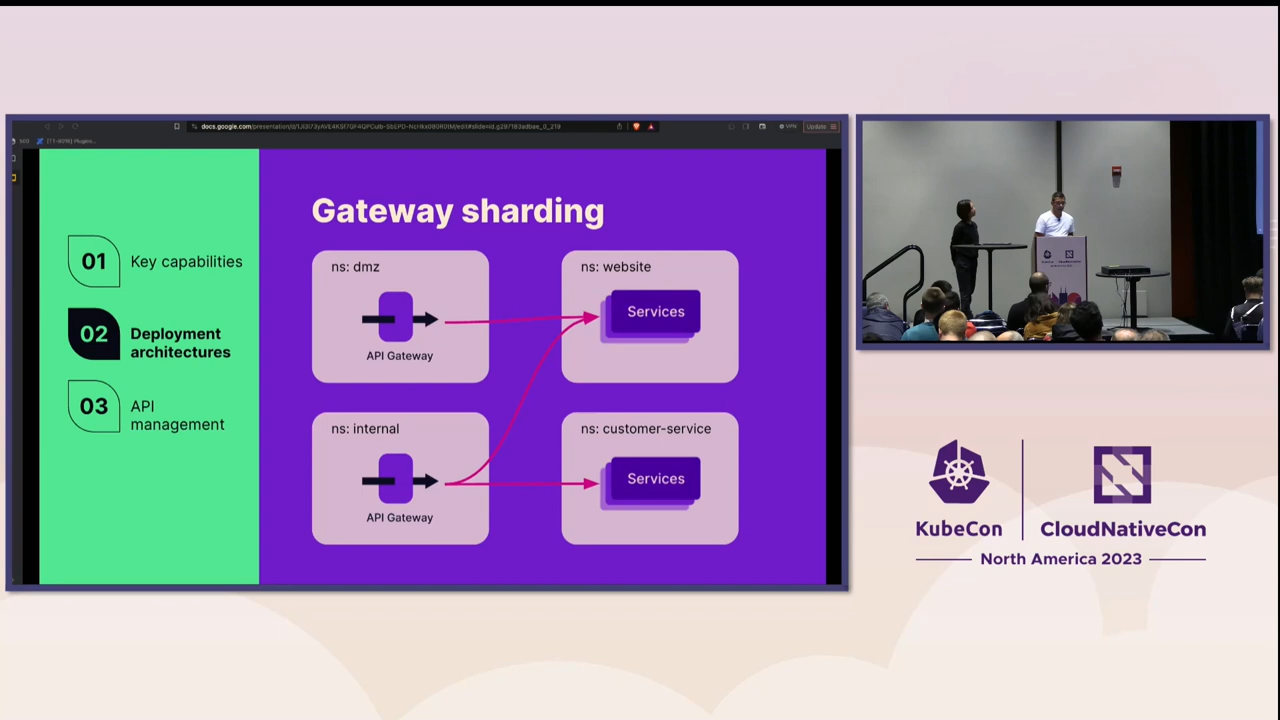 Update
Gateway sharding
01
Key capabilities
02
Deployment
architectures
03
API
management
ns: dmz
API Gateway
ns: website
Services
ns: internal
API Gateway
ns: customer-service
Services
KubeCon
CloudNativeCon
North America 2023